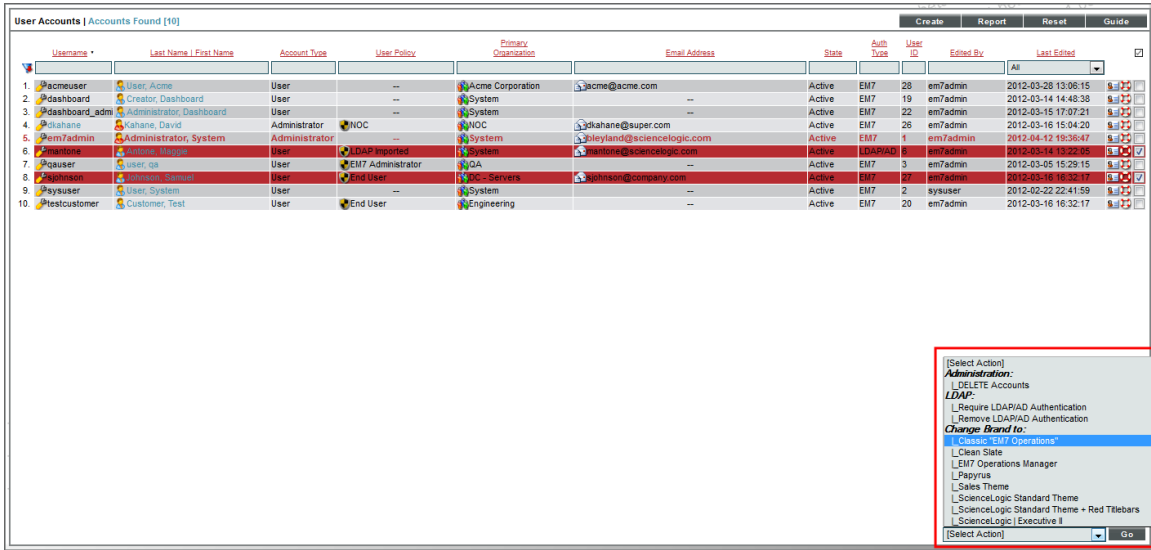 User Accounts | Accounts Found [10] Create Report Reset Guide
Username Last Name | First Name Account Type User Policy Primary Organization Email Address State Auth Type User ID Edited By Last Edited
All
1. acmeuser User, Acme User -- Acme Corporation acme@acme.com Active EM7 28 em7admin 2012-03-28 13:06:15
2. dashboard Creator, Dashboard User -- System -- Active EM7 19 em7admin 2012-03-14 14:48:38
3. dashboard_admi Administrator, Dashboard User -- System -- Active EM7 22 em7admin 2012-03-15 17:07:21
4. dkahane Kahane, David Administrator NOC NOC dkahane@super.com Active EM7 26 em7admin 2012-03-16 15:04:20
5. em7admin Administrator, System Administrator -- System bleyland@sciencelogic.com Active EM7 1 em7admin 2012-04-12 19:36:47
6. mantone Antone, Maggie User LDAP Imported System mantone@sciencelogic.com Active LDAP/AD 6 em7admin 2012-03-14 13:22:05
7. qauser user, qa User EM7 Administrator QA -- Active EM7 3 em7admin 2012-03-05 15:29:15
8. sjohnson Johnson, Samuel User End User DC - Servers sjohnson@company.com Active EM7 27 em7admin 2012-03-16 16:32:17
9. sysuser User, System User -- System -- Active EM7 2 sysuser 2012-02-22 22:41:59
10. testcustomer Customer, Test User End User Engineering -- Active EM7 20 em7admin 2012-03-16 16:32:17
[Select Action]
Administration:
|_DELETE Accounts
LDAP:
|_Require LDAP/AD Authentication
|_Remove LDAP/AD Authentication
Change Brand to:
|_Classic "EM7 Operations"
|_Clean Slate
|_EM7 Operations Manager
|_Papyrus
|_Sales Theme
|_ScienceLogic Standard Theme
|_ScienceLogic Standard Theme + Red Titlebars
|_ScienceLogic | Executive II
[Select Action] Go